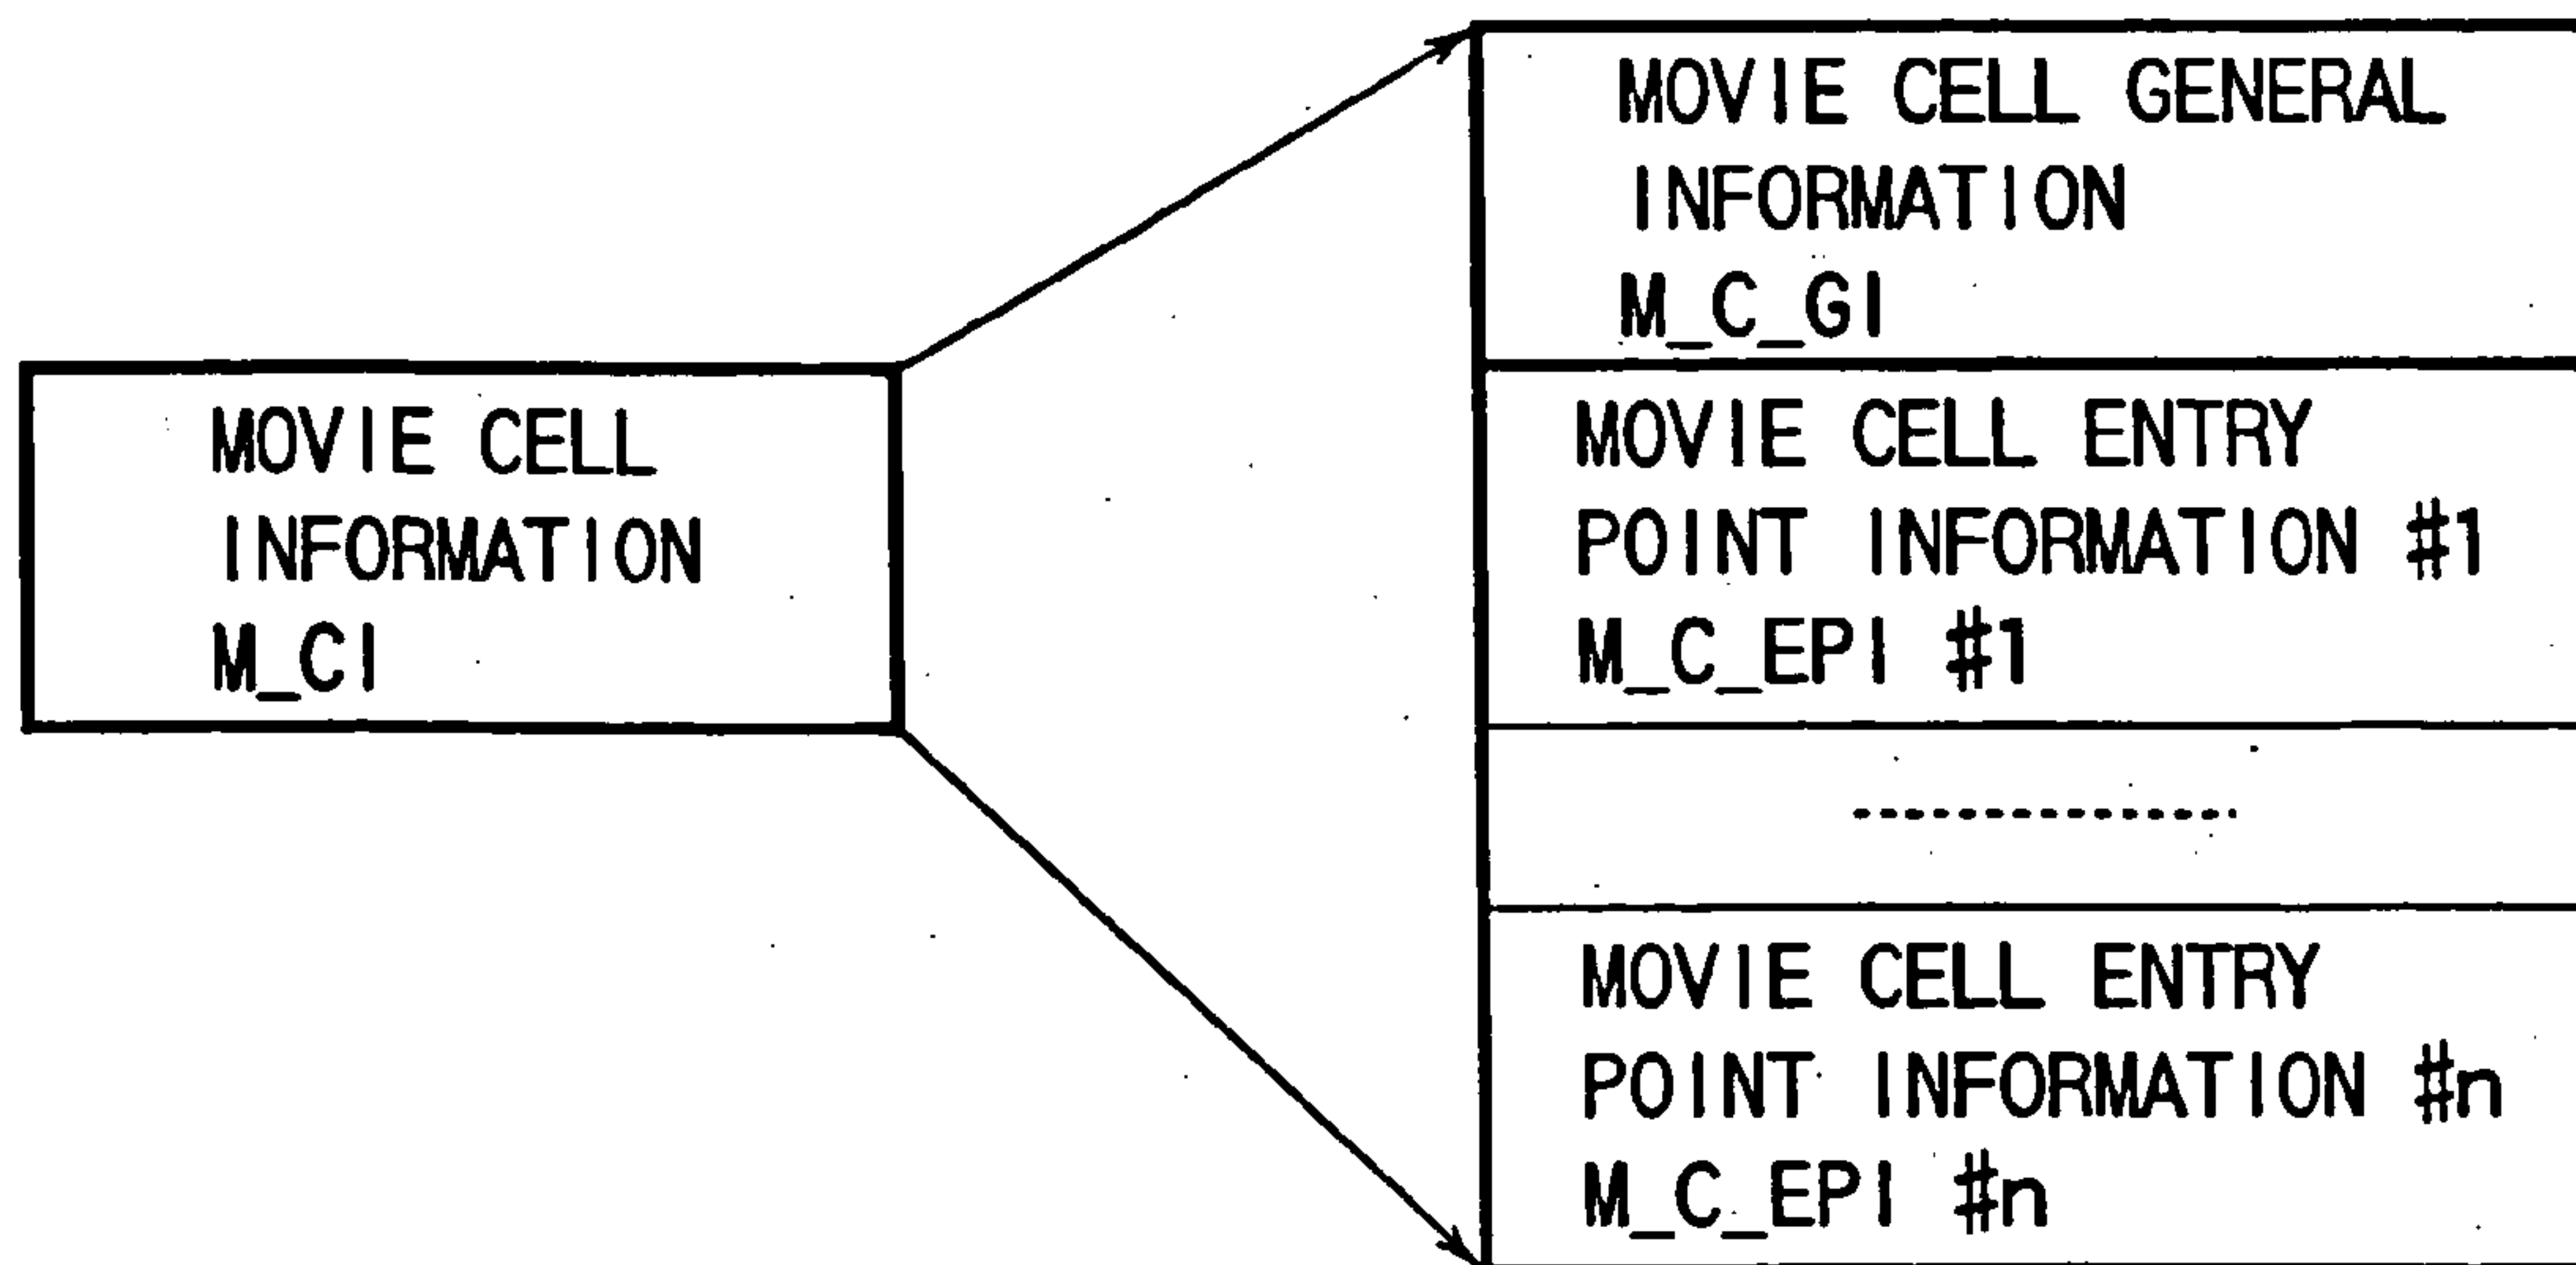 MOVIE CELL
INFORMATION
M_CI
MOVIE CELL GENERAL
INFORMATION
M_C_GI
MOVIE CELL ENTRY
POINT INFORMATION #1
M_C_EPI #1
MOVIE CELL ENTRY
POINT INFORMATION #n
M_C_EPI #n